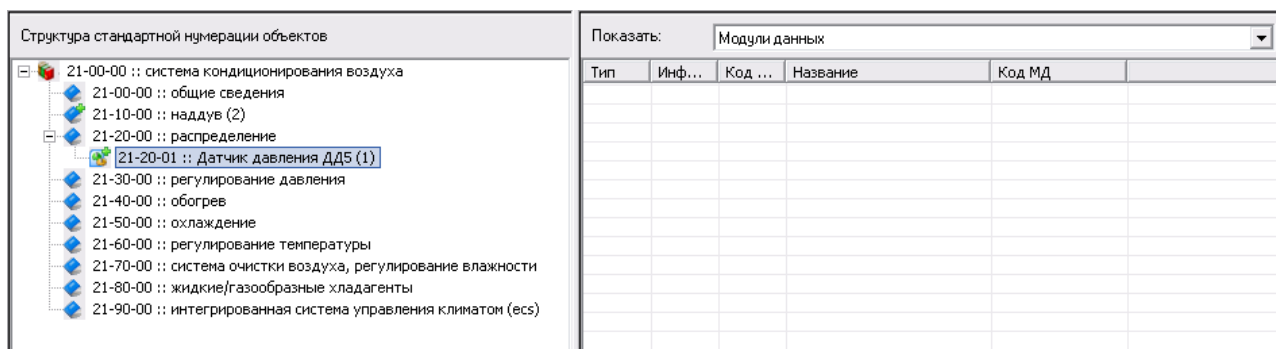 Структура стандартной нумерации объектов
Показать: Модули данных
Тип Инф... Код ... Название Код МД
21-00-00 :: система кондиционирования воздуха
21-00-00 :: общие сведения
21-10-00 :: наддув (2)
21-20-00 :: распределение
21-20-01 :: Датчик давления ДД5 (1)
21-30-00 :: регулирование давления
21-40-00 :: обогрев
21-50-00 :: охлаждение
21-60-00 :: регулирование температуры
21-70-00 :: система очистки воздуха, регулирование влажности
21-80-00 :: жидкие/газообразные хладагенты
21-90-00 :: интегрированная система управления климатом (ecs)